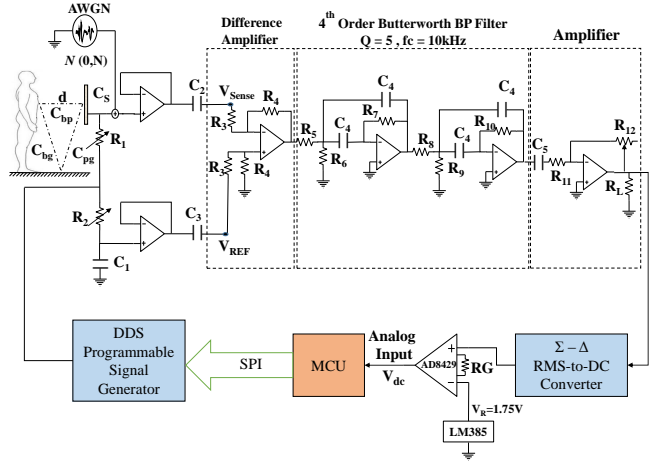 AWGN
N (0,N)
Difference
Amplifier
4th Order Butterworth BP Filter
Q = 5 , fc = 10kHz
Amplifier
d
CS
Cbp
Cbg
Cpg
R1
C2
VSense
R3
R4
R3
R4
R5
R6
C4
C4
R7
R8
R9
C4
C4
R10
C5
R11
R12
RL
R2
C1
C3
VREF
DDS
Programmable
Signal
Generator
SPI
MCU
Analog
Input
Vdc
AD8429
+
RG
−
VR=1.75V
LM385
Σ − Δ
RMS-to-DC
Converter